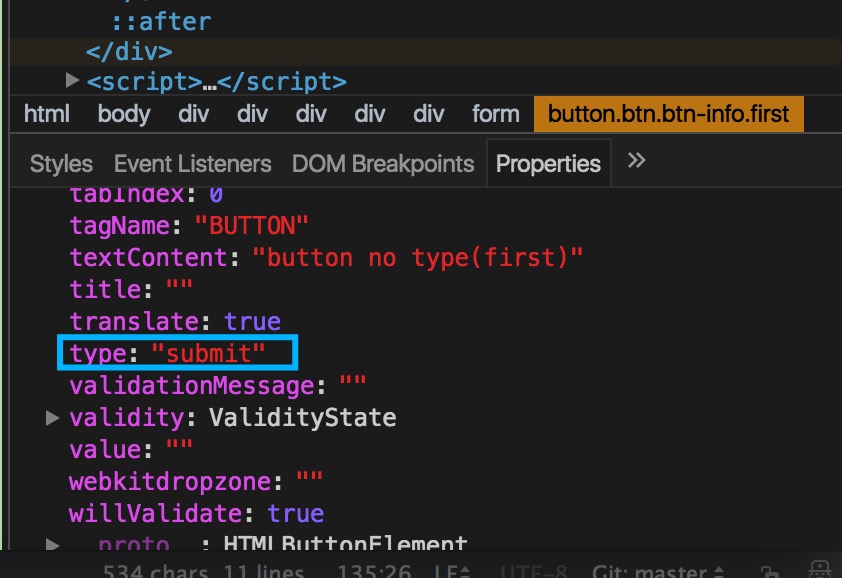 ::after
</div>
<script>…</script>
html body div div div div div form button.btn.btn-info.first
Styles Event Listeners DOM Breakpoints Properties »
tabIndex: 0
tagName: "BUTTON"
textContent: "button no type(first)"
title: ""
translate: true
type: "submit"
validationMessage: ""
validity: ValidityState
value: ""
webkitdropzone: ""
willValidate: true
__proto__: HTMLButtonElement
534 chars, 11 lines 135:26 LF UTF-8 Git: master